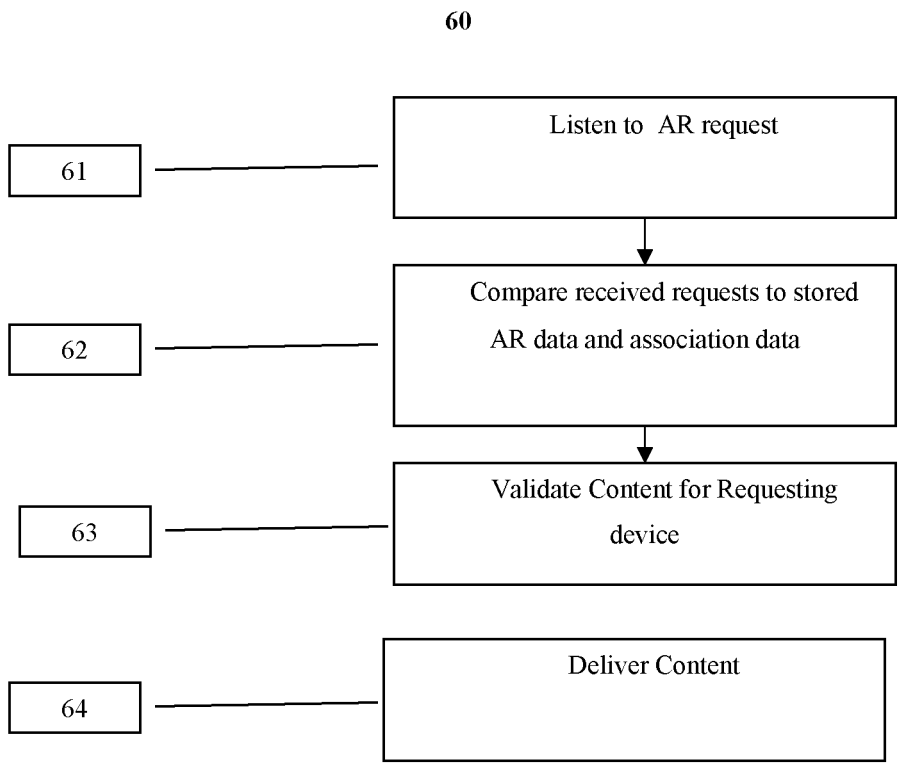 60
61
Listen to AR request
62
Compare received requests to stored
AR data and association data
63
Validate Content for Requesting
device
64
Deliver Content